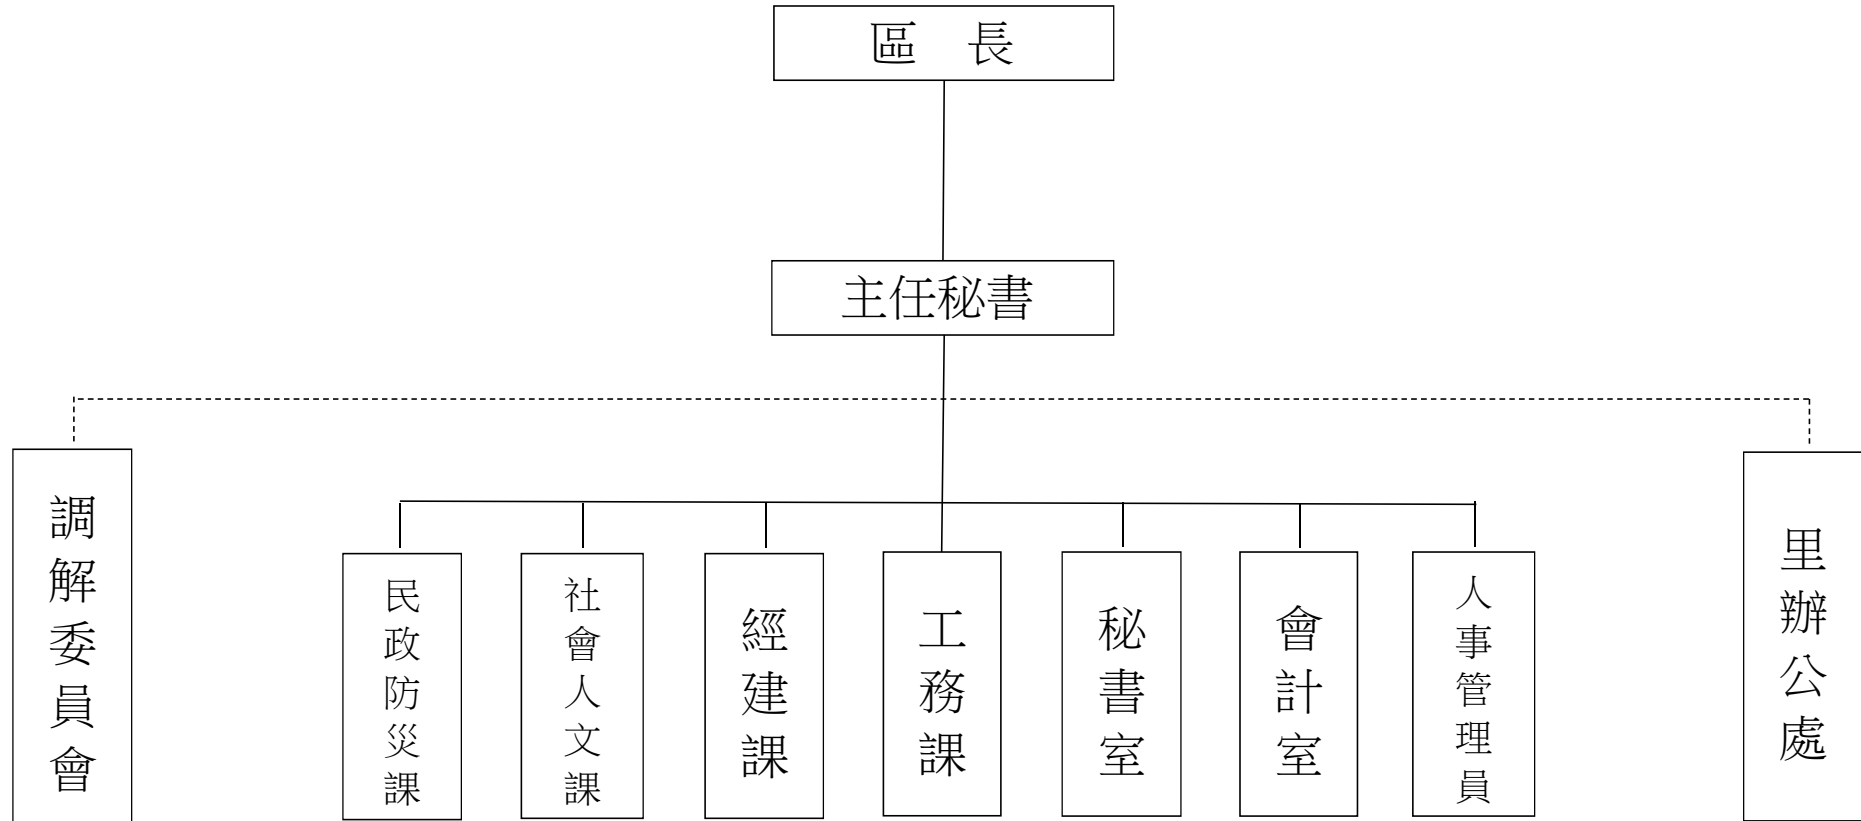 區　長
主任秘書
調解委員會
民政防災課
社會人文課
經建課
工務課
秘書室
會計室
人事管理員
里辦公處